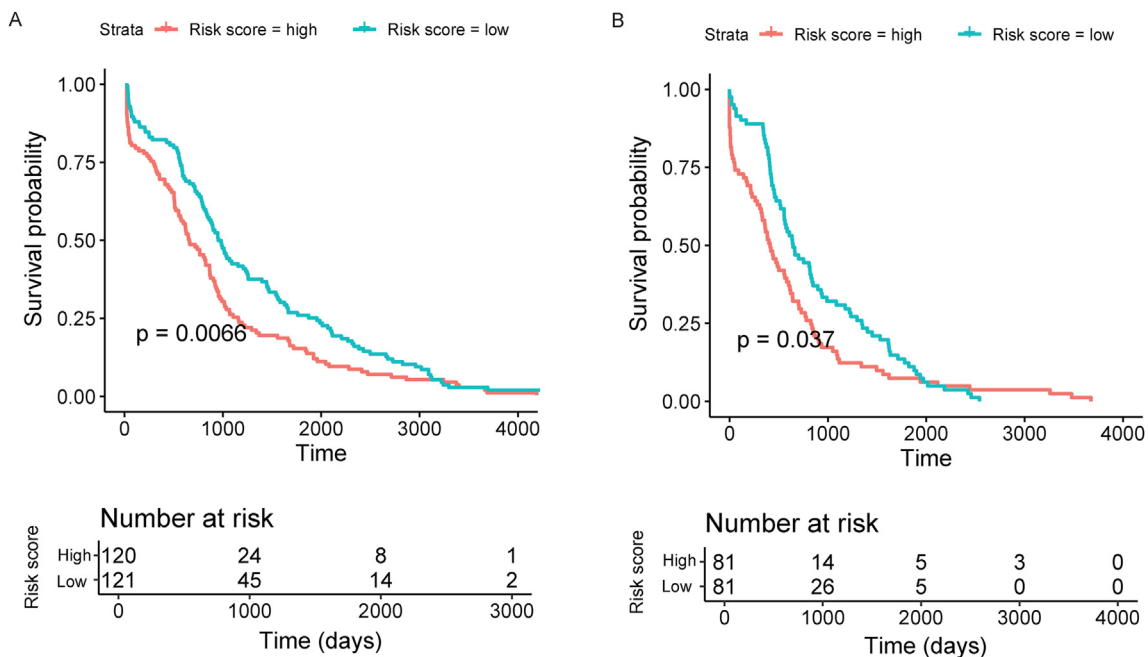 A
Strata Risk score = high Risk score = low
1.00
0.75
0.50
0.25
0.00
Survival probability
p = 0.0066
0 1000 2000 3000 4000
Time
Number at risk
Risk score
High 120 24 8 1
Low 121 45 14 2
0 1000 2000 3000
Time (days)
B
Strata Risk score = high Risk score = low
1.00
0.75
0.50
0.25
0.00
Survival probability
p = 0.037
0 1000 2000 3000 4000
Time
Number at risk
Risk score
High 81 14 5 3 0
Low 81 26 5 0 0
0 1000 2000 3000 4000
Time (days)